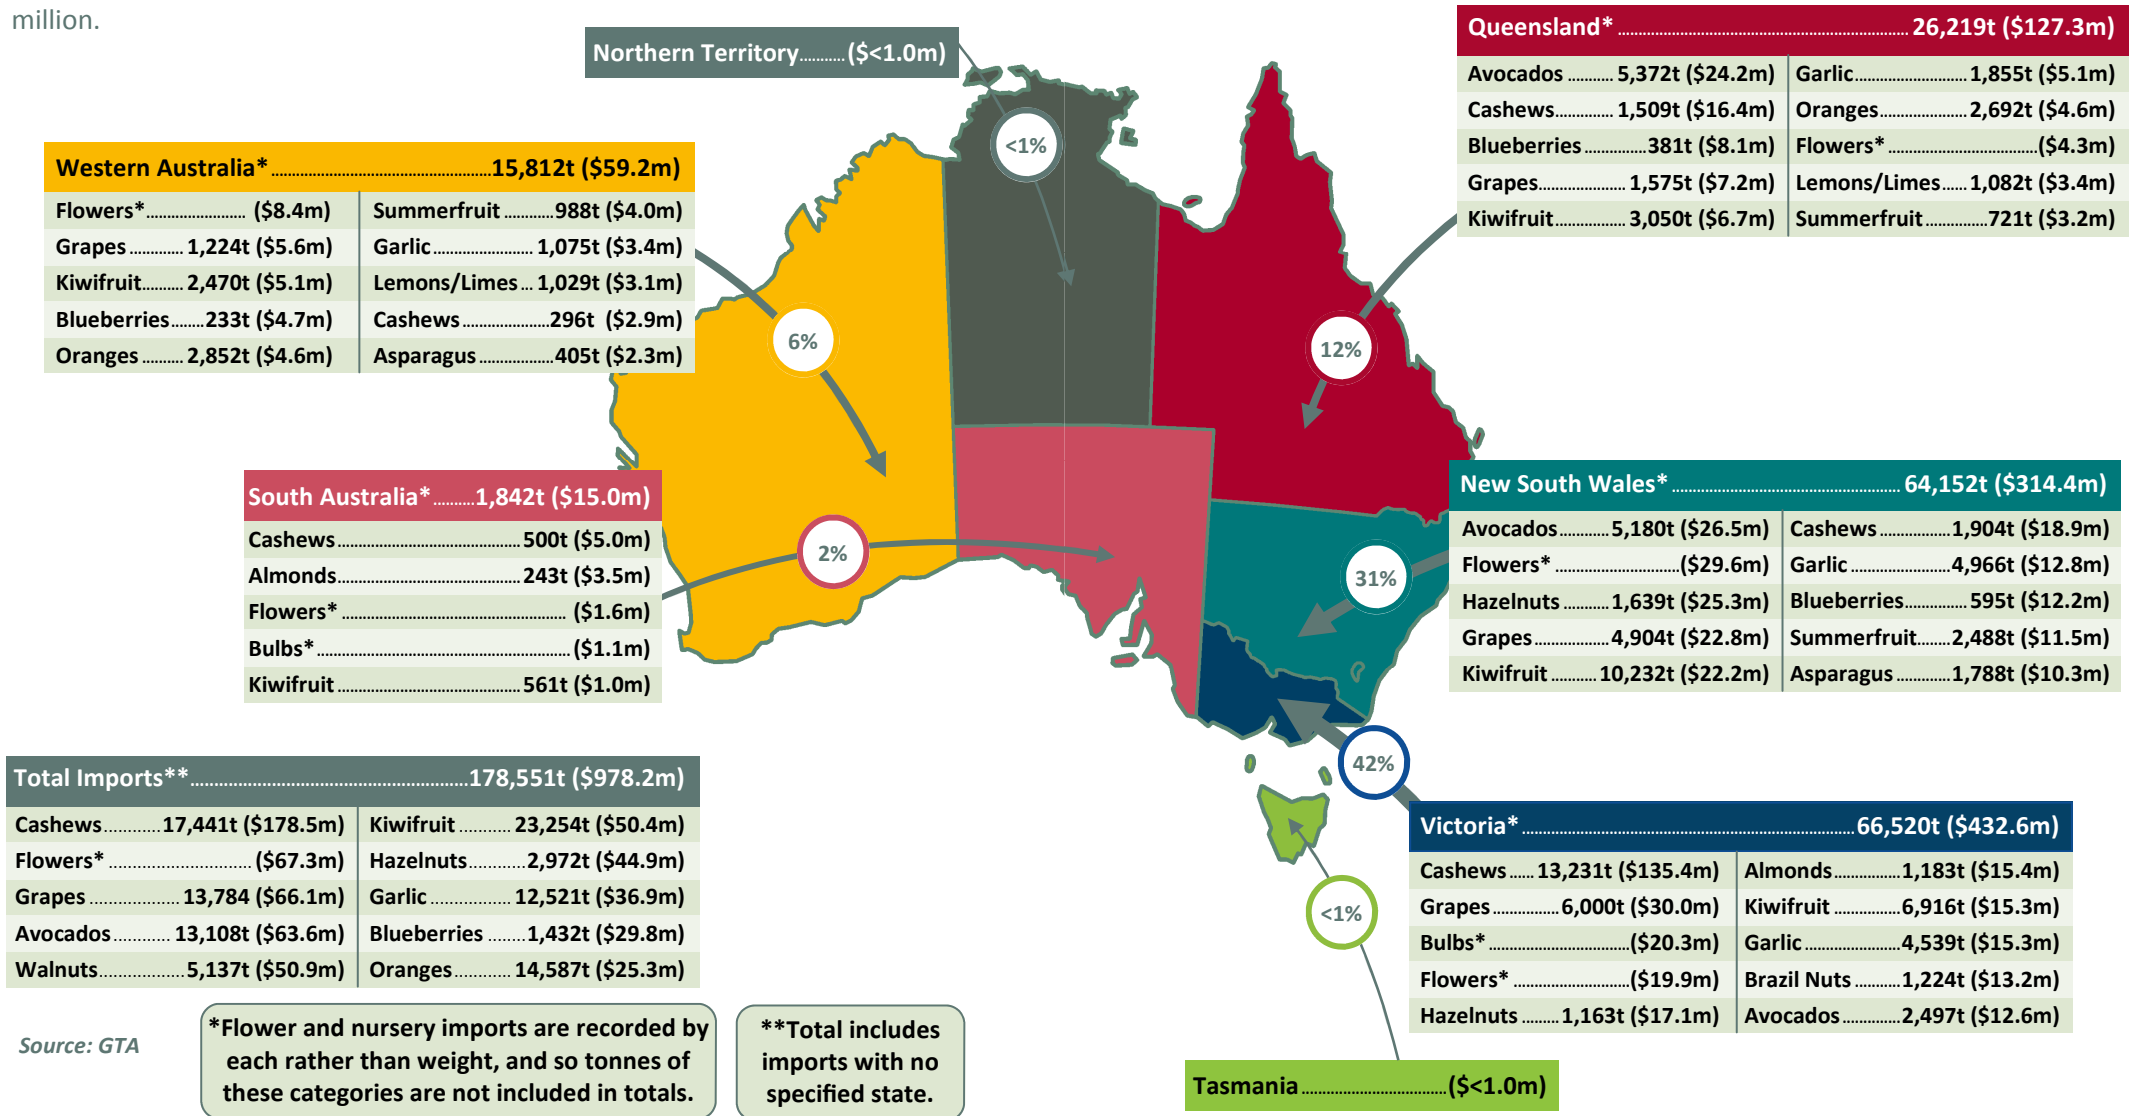 million.
Northern Territory...........($<1.0m)
Queensland* ........................ 26,219t ($127.3m)
Avocados ........... 5,372t ($24.2m)
Cashews.............. 1,509t ($16.4m)
Blueberries ...............381t ($8.1m)
Grapes..................... 1,575t ($7.2m)
Kiwifruit............... 3,050t ($6.7m)
Garlic........................... 1,855t ($5.1m)
Oranges..................... 2,692t ($4.6m)
Flowers* ...................................($4.3m)
Lemons/Limes...... 1,082t ($3.4m)
Summerfruit ............721t ($3.2m)
Western Australia*........................15,812t ($59.2m)
Flowers*........................ ($8.4m)
Grapes ............. 1,224t ($5.6m)
Kiwifruit.......... 2,470t ($5.1m)
Blueberries........233t ($4.7m)
Oranges .......... 2,852t ($4.6m)
Summerfruit ............988t ($4.0m)
Garlic........................ 1,075t ($3.4m)
Lemons/Limes ... 1,029t ($3.1m)
Cashews .....................296t ($2.9m)
Asparagus ..................405t ($2.3m)
<1%
6%
12%
South Australia*..........1,842t ($15.0m)
Cashews ........................ 500t ($5.0m)
Almonds........................ 243t ($3.5m)
Flowers* ........................ ($1.6m)
Bulbs*........................ ($1.1m)
Kiwifruit ........................ 561t ($1.0m)
2%
New South Wales*........................ 64,152t ($314.4m)
Avocados............5,180t ($26.5m)
Flowers* ..............................($29.6m)
Hazelnuts ...........1,639t ($25.3m)
Grapes .................4,904t ($22.8m)
Kiwifruit ........... 10,232t ($22.2m)
Cashews...................1,904t ($18.9m)
Garlic ........................4,966t ($12.8m)
Blueberries.................595t ($12.2m)
Summerfruit........2,488t ($11.5m)
Asparagus .............1,788t ($10.3m)
31%
42%
Total Imports**........................178,551t ($978.2m)
Cashews.............17,441t ($178.5m)
Flowers* .................................. ($67.3m)
Grapes ..................... 13,784 ($66.1m)
Avocados............. 13,108t ($63.6m)
Walnuts.....................5,137t ($50.9m)
Kiwifruit ............ 23,254t ($50.4m)
Hazelnuts..............2,972t ($44.9m)
Garlic .................... 12,521t ($36.9m)
Blueberries .........1,432t ($29.8m)
Oranges.............. 14,587t ($25.3m)
Victoria*........................66,520t ($432.6m)
Cashews ...... 13,231t ($135.4m)
Grapes................6,000t ($30.0m)
Bulbs*..................................($20.3m)
Flowers* ............................($19.9m)
Hazelnuts .........1,163t ($17.1m)
Almonds................1,183t ($15.4m)
Kiwifruit ................6,916t ($15.3m)
Garlic ........................4,539t ($15.3m)
Brazil Nuts ...........1,224t ($13.2m)
Avocados...............2,497t ($12.6m)
<1%
Source: GTA
*Flower and nursery imports are recorded by
each rather than weight, and so tonnes of
these categories are not included in totals.
**Total includes
imports with no
specified state.
Tasmania ....................................($<1.0m)